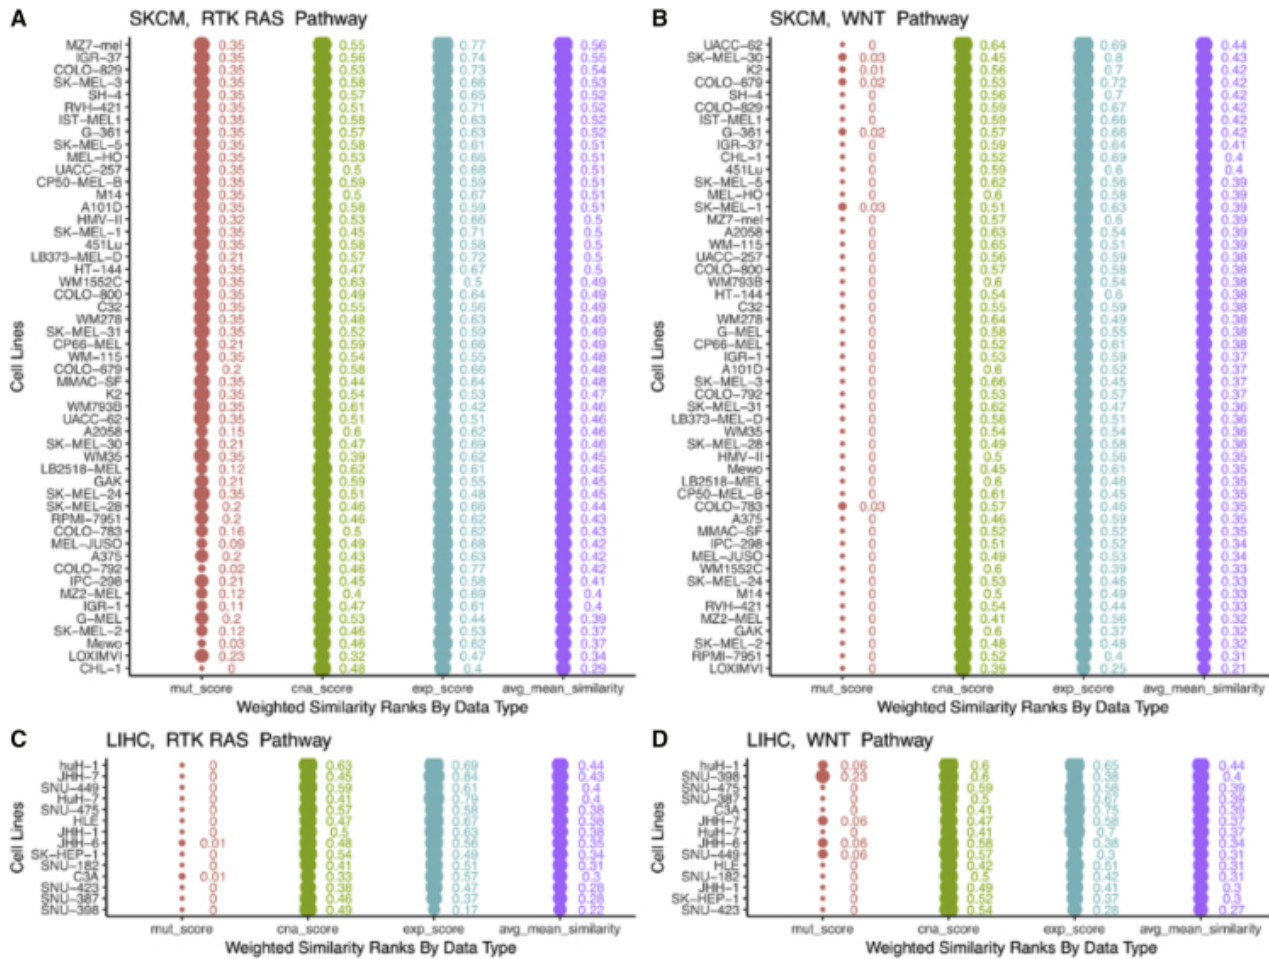 A
SKCM, RTK RAS Pathway
Cell Lines
MZ7-mel 0.35 0.55 0.77 0.56
IGR-37 0.35 0.56 0.74 0.55
COLO-829 0.35 0.53 0.73 0.54
SK-MEL-3 0.35 0.58 0.66 0.53
SH-4 0.35 0.57 0.65 0.52
RVH-421 0.35 0.51 0.71 0.52
IST-MEL1 0.35 0.58 0.63 0.52
G-361 0.35 0.57 0.63 0.52
SK-MEL-5 0.35 0.58 0.61 0.51
MEL-HO 0.35 0.53 0.66 0.51
UACC-257 0.35 0.5 0.68 0.51
CP50-MEL-B 0.35 0.59 0.59 0.51
M14 0.35 0.5 0.67 0.51
A101D 0.35 0.58 0.59 0.51
HMV-II 0.32 0.53 0.66 0.5
SK-MEL-1 0.35 0.45 0.71 0.5
451Lu 0.35 0.58 0.58 0.5
LB373-MEL-D 0.21 0.57 0.72 0.5
HT-144 0.35 0.47 0.67 0.5
WM1552C 0.35 0.63 0.5 0.49
COLO-800 0.35 0.49 0.64 0.49
C32 0.35 0.55 0.56 0.49
WM278 0.35 0.48 0.63 0.49
SK-MEL-31 0.35 0.52 0.59 0.49
CP66-MEL 0.21 0.59 0.66 0.49
WM-115 0.35 0.54 0.55 0.48
COLO-679 0.2 0.58 0.66 0.48
MMAC-SF 0.35 0.44 0.64 0.48
K2 0.35 0.54 0.53 0.47
WM793B 0.35 0.61 0.42 0.46
UACC-62 0.35 0.51 0.51 0.46
A2058 0.15 0.6 0.62 0.46
SK-MEL-30 0.21 0.47 0.69 0.46
WM35 0.35 0.39 0.62 0.45
LB2518-MEL 0.12 0.62 0.61 0.45
GAK 0.21 0.59 0.55 0.45
SK-MEL-24 0.35 0.51 0.48 0.45
SK-MEL-28 0.2 0.46 0.66 0.44
RPMI-7951 0.2 0.46 0.62 0.43
COLO-783 0.16 0.5 0.62 0.43
MEL-JUSO 0.09 0.49 0.68 0.42
A375 0.2 0.43 0.63 0.42
COLO-792 0.02 0.46 0.77 0.42
IPC-298 0.21 0.45 0.58 0.41
MZ2-MEL 0.12 0.4 0.69 0.4
IGR-1 0.11 0.47 0.61 0.4
G-MEL 0.2 0.53 0.44 0.39
SK-MEL-2 0.12 0.46 0.53 0.37
Mewo 0.03 0.46 0.62 0.37
LOXIMVI 0.23 0.32 0.47 0.34
CHL-1 0 0.48 0.4 0.29
mut_score cna_score exp_score avg_mean_similarity
Weighted Similarity Ranks By Data Type
B
SKCM, WNT Pathway
Cell Lines
UACC-62 0 0.64 0.69 0.44
SK-MEL-30 0.03 0.45 0.8 0.43
K2 0.01 0.56 0.7 0.42
COLO-679 0.02 0.53 0.72 0.42
SH-4 0 0.56 0.7 0.42
COLO-829 0 0.59 0.67 0.42
IST-MEL1 0 0.59 0.66 0.42
G-361 0.02 0.57 0.66 0.42
IGR-37 0 0.59 0.64 0.41
CHL-1 0 0.52 0.69 0.4
451Lu 0 0.59 0.6 0.4
SK-MEL-5 0 0.62 0.56 0.39
MEL-HO 0 0.6 0.58 0.39
SK-MEL-1 0.03 0.51 0.63 0.39
MZ7-mel 0 0.57 0.6 0.39
A2058 0 0.63 0.54 0.39
WM-115 0 0.65 0.51 0.39
UACC-257 0 0.56 0.59 0.38
COLO-800 0 0.57 0.58 0.38
WM793B 0 0.6 0.54 0.38
HT-144 0 0.54 0.6 0.38
C32 0 0.55 0.59 0.38
WM278 0 0.64 0.49 0.38
G-MEL 0 0.58 0.55 0.38
CP66-MEL 0 0.52 0.61 0.38
IGR-1 0 0.53 0.59 0.37
A101D 0 0.6 0.52 0.37
SK-MEL-3 0 0.66 0.45 0.37
COLO-792 0 0.53 0.57 0.37
SK-MEL-31 0 0.62 0.47 0.36
LB373-MEL-D 0 0.58 0.51 0.36
WM35 0 0.54 0.54 0.36
SK-MEL-28 0 0.49 0.58 0.36
HMV-II 0 0.5 0.56 0.35
Mewo 0 0.45 0.61 0.35
LB2518-MEL 0 0.6 0.46 0.35
CP50-MEL-B 0 0.61 0.45 0.35
COLO-783 0.03 0.57 0.46 0.35
A375 0 0.46 0.59 0.35
MMAC-SF 0 0.52 0.52 0.35
IPC-298 0 0.51 0.52 0.34
MEL-JUSO 0 0.49 0.53 0.34
WM1552C 0 0.6 0.39 0.33
SK-MEL-24 0 0.53 0.46 0.33
M14 0 0.5 0.49 0.33
RVH-421 0 0.54 0.44 0.33
MZ2-MEL 0 0.41 0.56 0.32
GAK 0 0.6 0.37 0.32
SK-MEL-2 0 0.48 0.48 0.32
RPMI-7951 0 0.52 0.4 0.31
LOXIMVI 0 0.39 0.25 0.21
mut_score cna_score exp_score avg_mean_similarity
Weighted Similarity Ranks By Data Type
C
LIHC, RTK RAS Pathway
Cell Lines
huH-1 0 0.63 0.69 0.44
JHH-7 0 0.45 0.84 0.43
SNU-449 0 0.59 0.61 0.4
HuH-7 0 0.41 0.79 0.4
SNU-475 0 0.57 0.58 0.38
HLE 0 0.47 0.67 0.38
JHH-1 0 0.5 0.63 0.38
JHH-6 0.01 0.48 0.56 0.35
SK-HEP-1 0 0.54 0.49 0.34
SNU-182 0 0.41 0.51 0.31
C3A 0.01 0.33 0.57 0.3
SNU-423 0 0.38 0.47 0.28
SNU-387 0 0.46 0.37 0.28
SNU-398 0 0.49 0.17 0.22
mut_score cna_score exp_score avg_mean_similarity
Weighted Similarity Ranks By Data Type
D
LIHC, WNT Pathway
Cell Lines
huH-1 0.06 0.6 0.65 0.44
SNU-398 0.23 0.6 0.38 0.4
SNU-475 0 0.59 0.58 0.39
SNU-387 0 0.5 0.67 0.39
C3A 0 0.41 0.75 0.39
JHH-7 0.06 0.47 0.58 0.37
HuH-7 0 0.41 0.7 0.37
JHH-6 0.06 0.58 0.38 0.34
SNU-449 0.06 0.57 0.3 0.31
HLE 0 0.42 0.51 0.31
SNU-182 0 0.5 0.42 0.31
JHH-1 0 0.49 0.41 0.3
SK-HEP-1 0 0.52 0.37 0.3
SNU-423 0 0.54 0.28 0.27
mut_score cna_score exp_score avg_mean_similarity
Weighted Similarity Ranks By Data Type